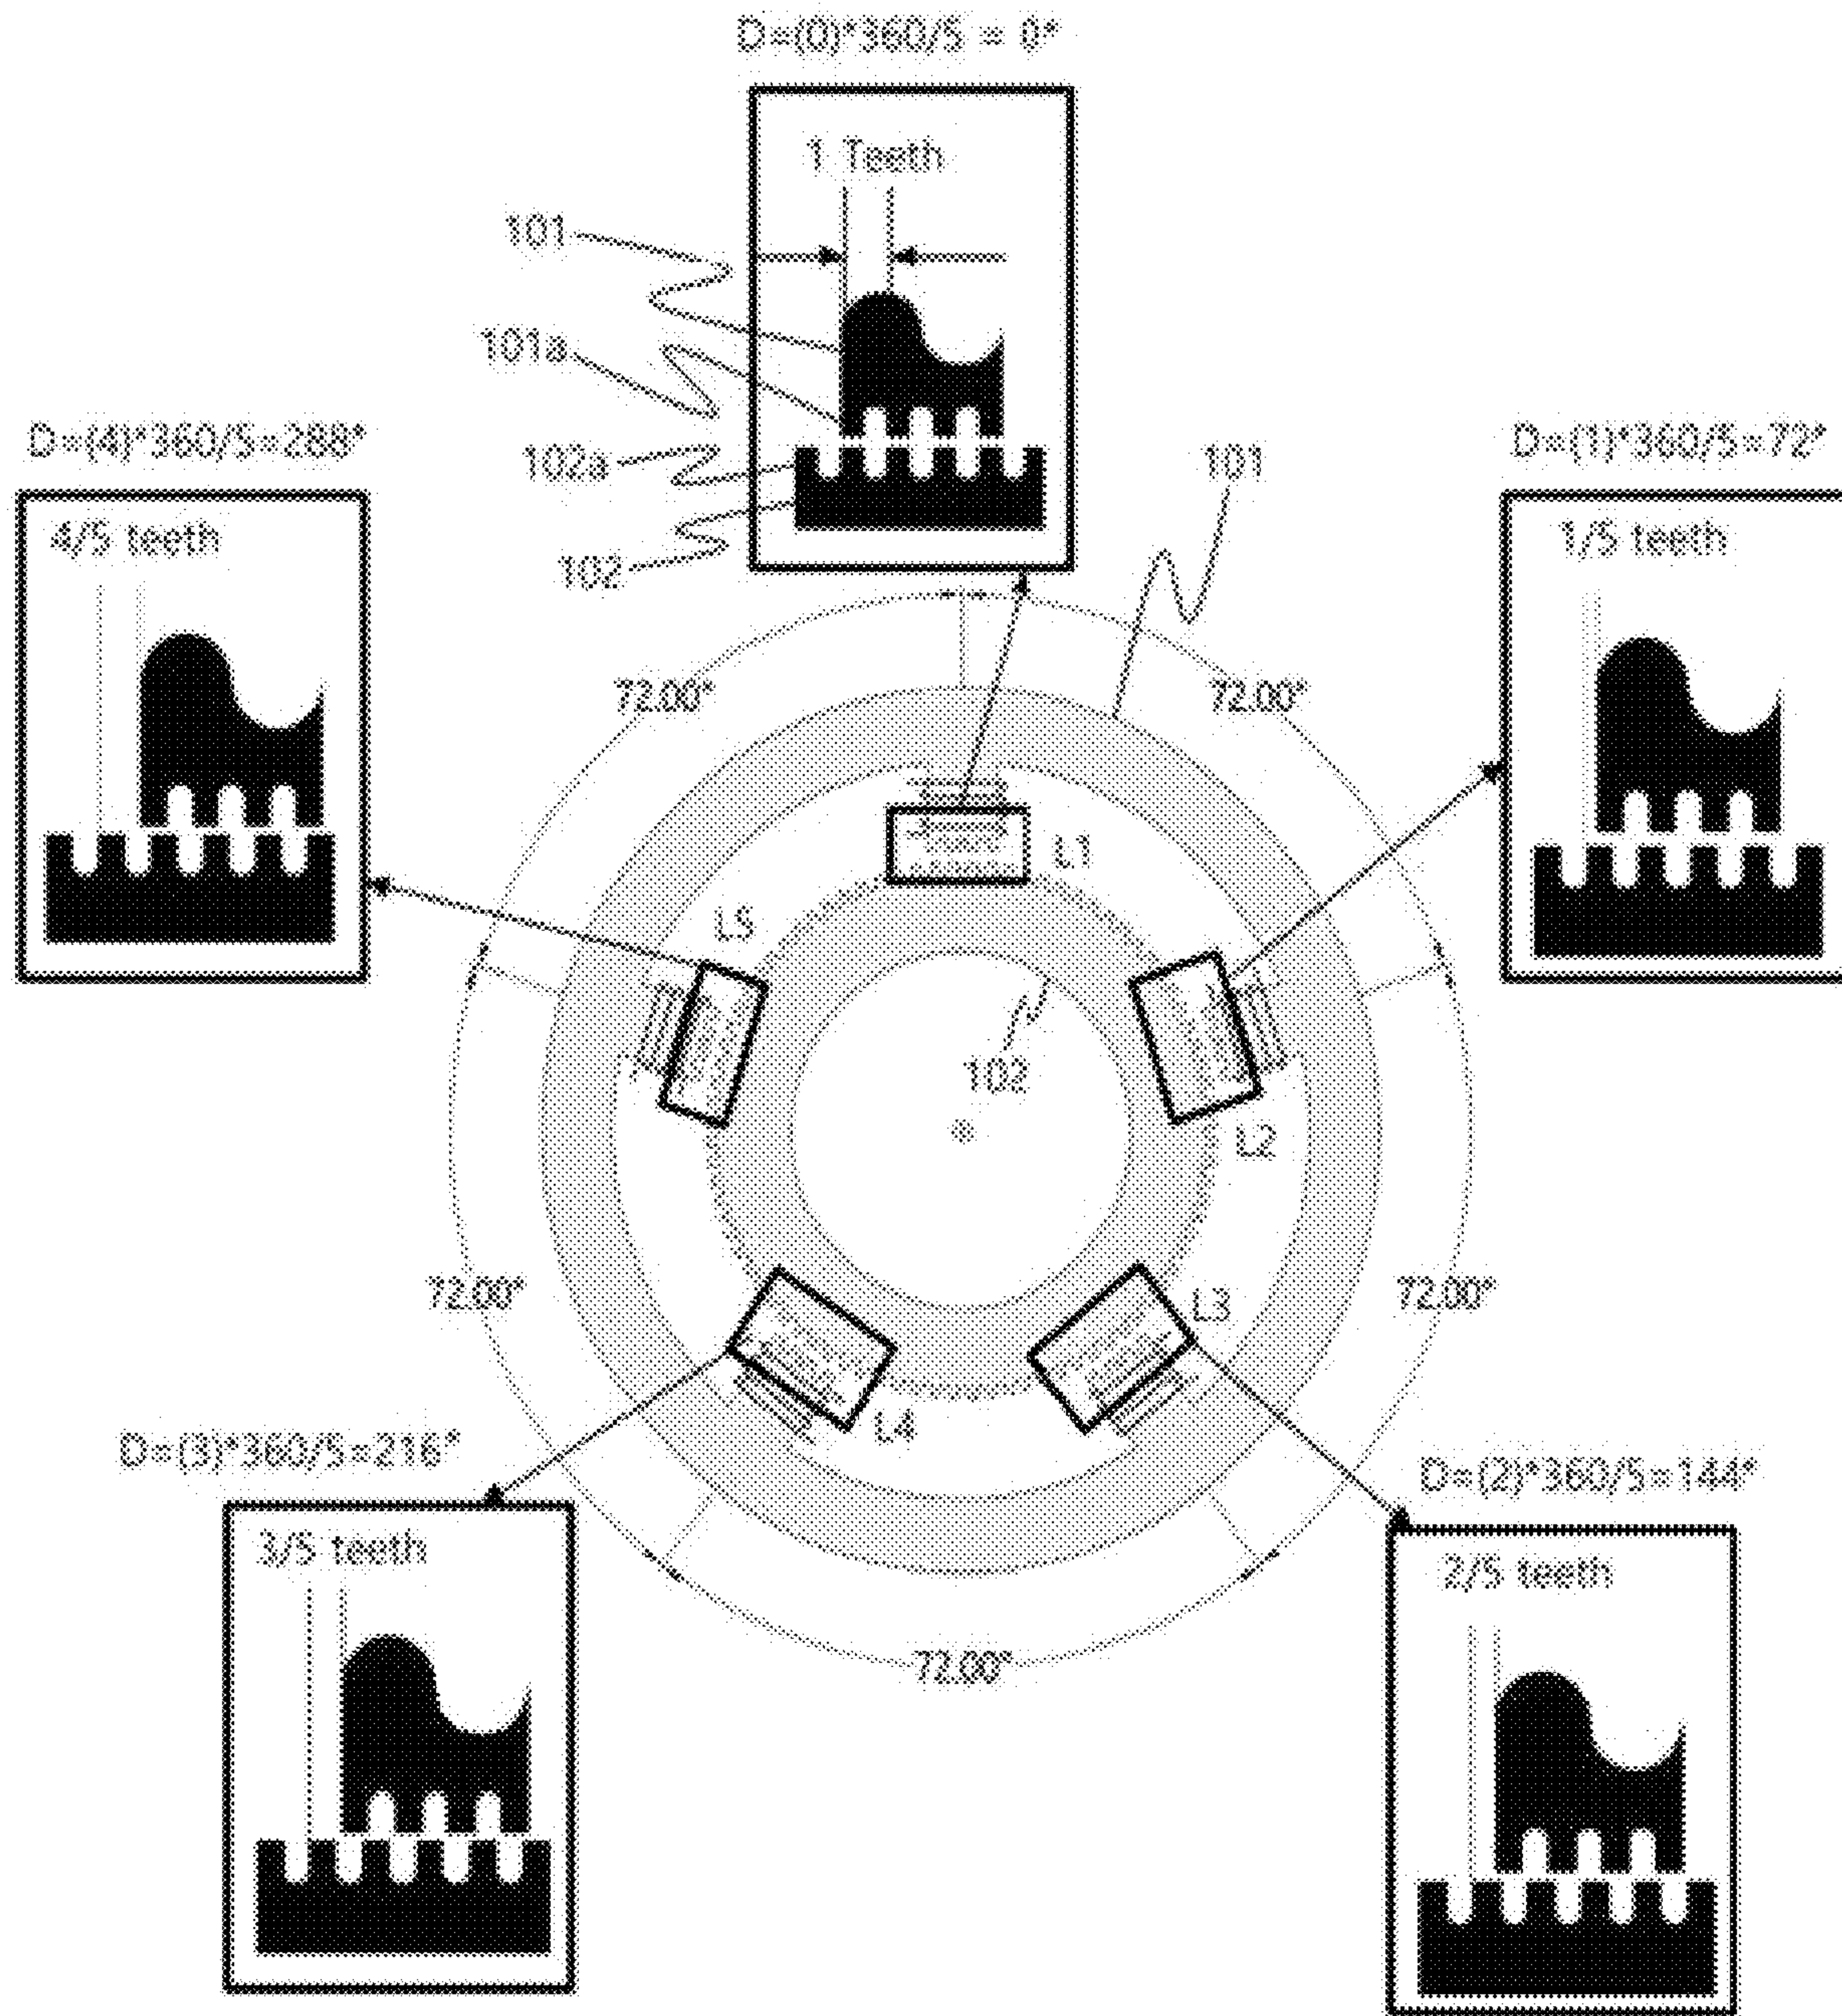 D=(0)*360/5 = 0°
1 Teeth
101
101a
102a
102
D=(4)*360/5=288°
4/5 teeth
101
D=(1)*360/5=72°
1/5 teeth
72.00°
72.00°
L1
L5
102
L2
72.00°
72.00°
L3
L4
D=(3)*360/5=216°
3/5 teeth
D=(2)*360/5=144°
2/5 teeth
72.00°